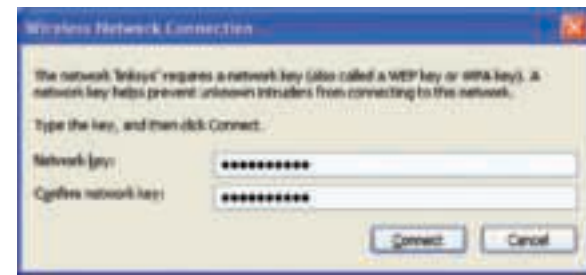 Wireless Network Connection
The network 'linksys' requires a network key (also called a WEP key or WPA key). A
network key helps prevent unknown intruders from connecting to this network.
Type the key, and then click Connect.
Network key: ••••••••••
Confirm network key: ••••••••••
Connect Cancel